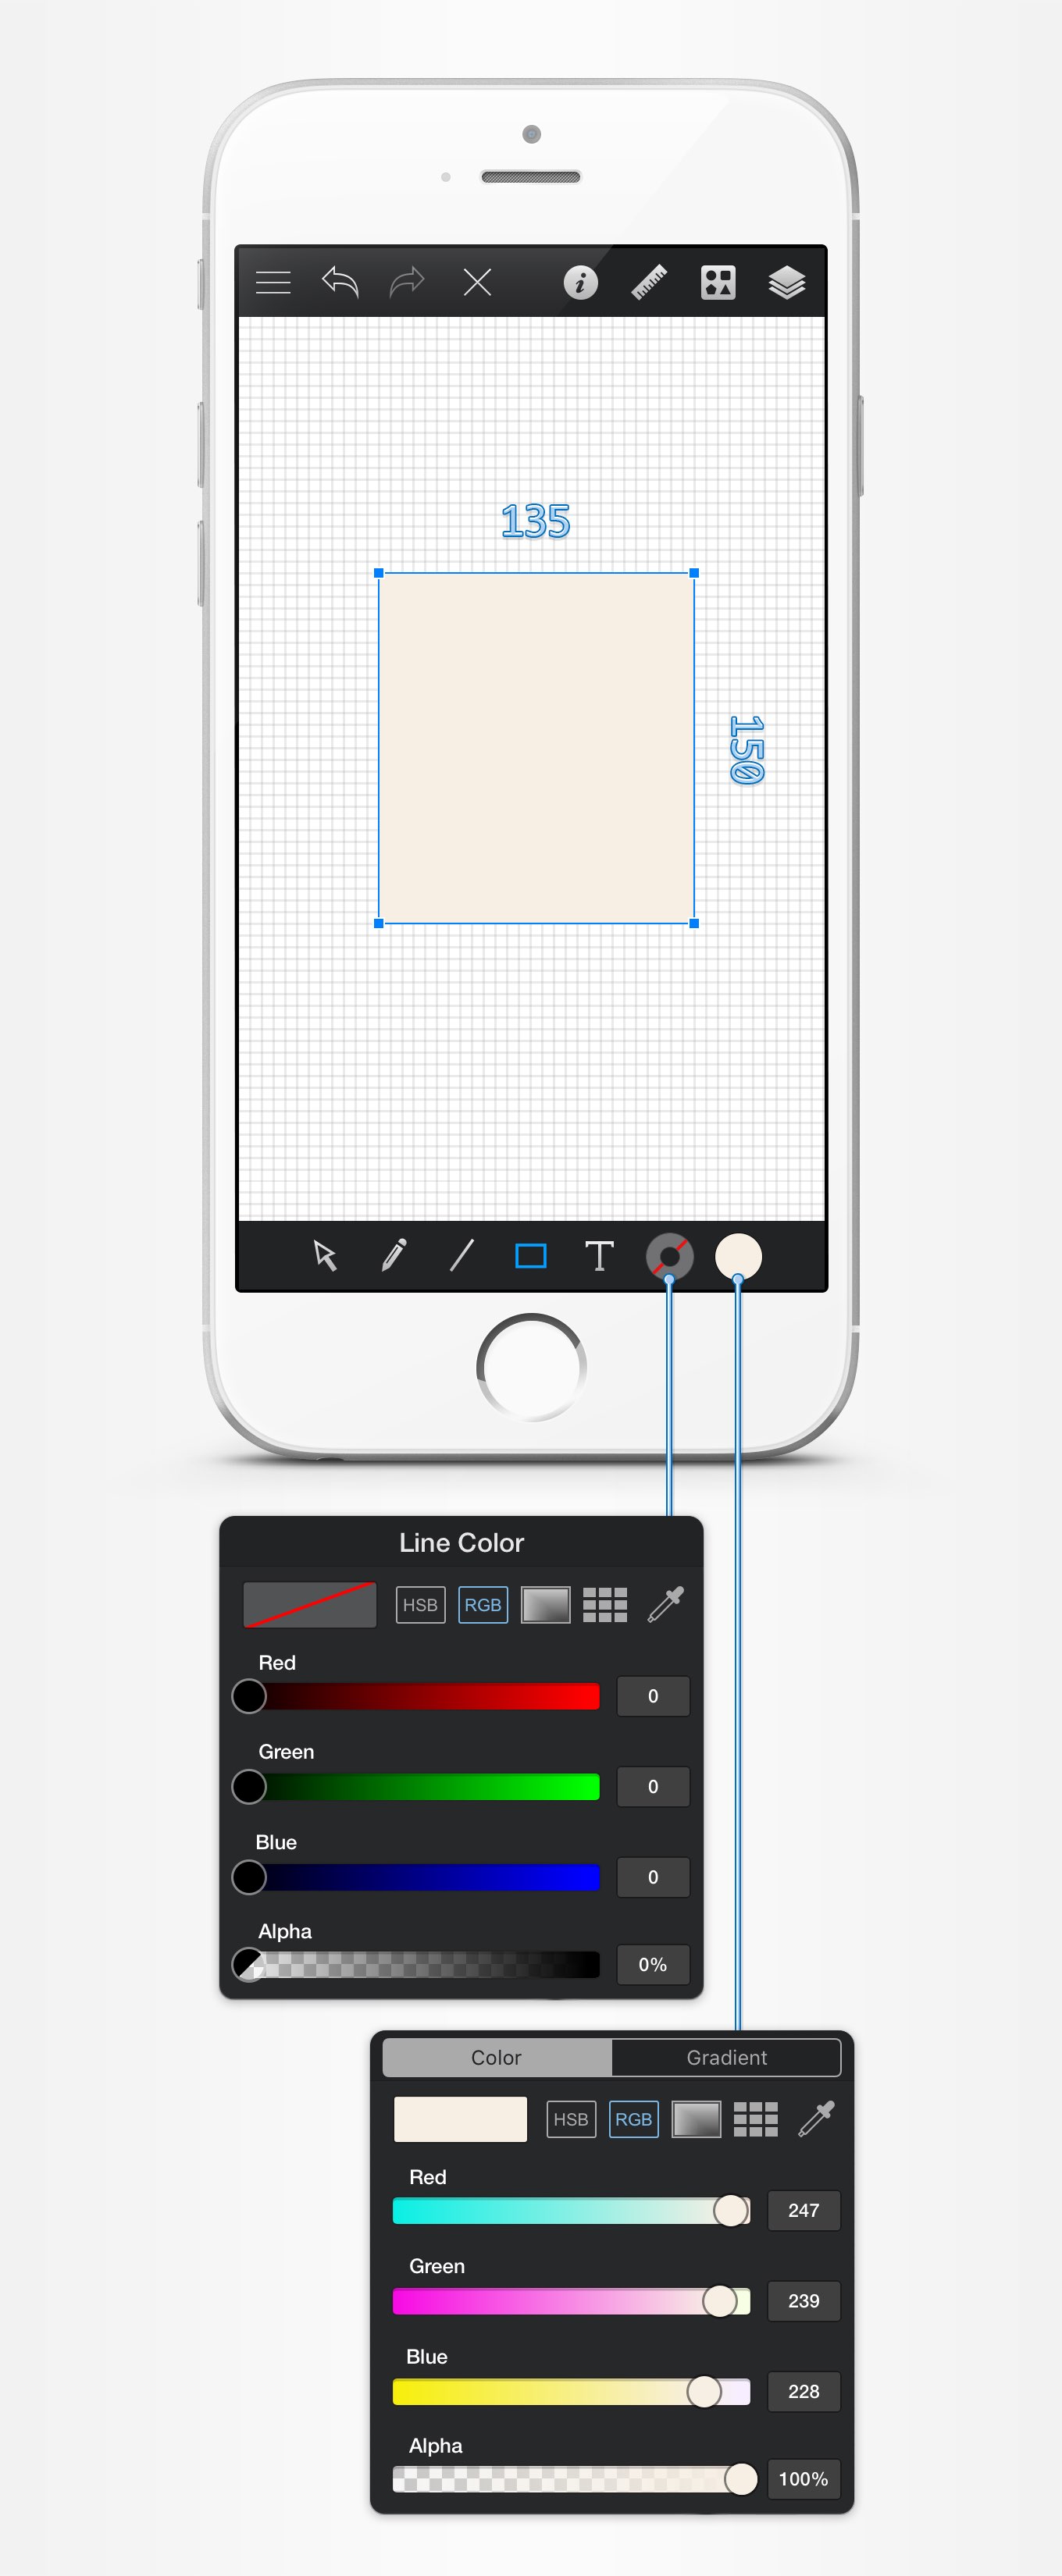 135
150
T
Line Color
HSB RGB
Red
0
Green
0
Blue
0
Alpha
0%
Color Gradient
HSB RGB
Red
247
Green
239
Blue
228
Alpha
100%